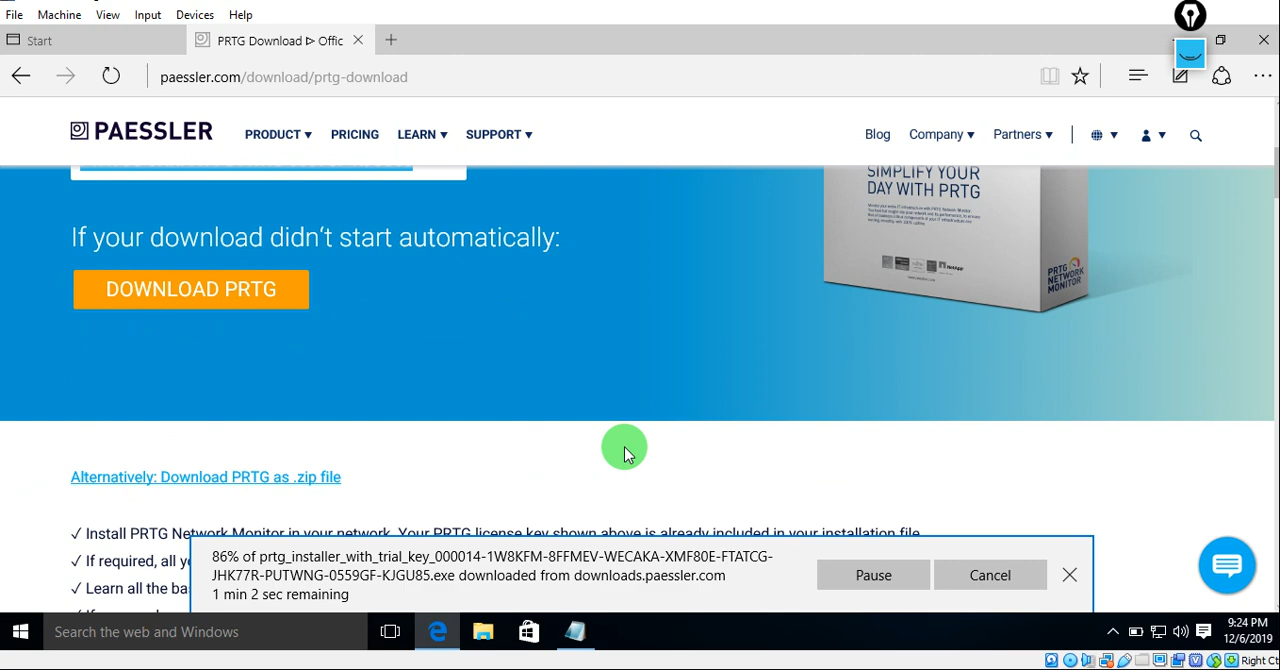 File Machine View Input Devices Help
Start
PRTG Download ᐅ Offic
paessler.com/download/prtg-download
PAESSLER
PRODUCT PRICING LEARN SUPPORT
Blog Company Partners
SIMPLIFY YOUR
DAY WITH PRTG
PRTG
NETWORK
MONITOR
If your download didn't start automatically:
DOWNLOAD PRTG
Alternatively: Download PRTG as .zip file
✓ Install PRTG Network Monitor in your network. Your PRTG license key shown above is already included in your installation file.
✓ If required, all y
✓ Learn all the ba
86% of prtg_installer_with_trial_key_000014-1W8KFM-8FFMEV-WECAKA-XMF80E-FTATCG-
JHK77R-PUTWNG-0559GF-KJGU85.exe downloaded from downloads.paessler.com
1 min 2 sec remaining
Pause
Cancel
Search the web and Windows
9:24 PM
12/6/2019
Right Ct